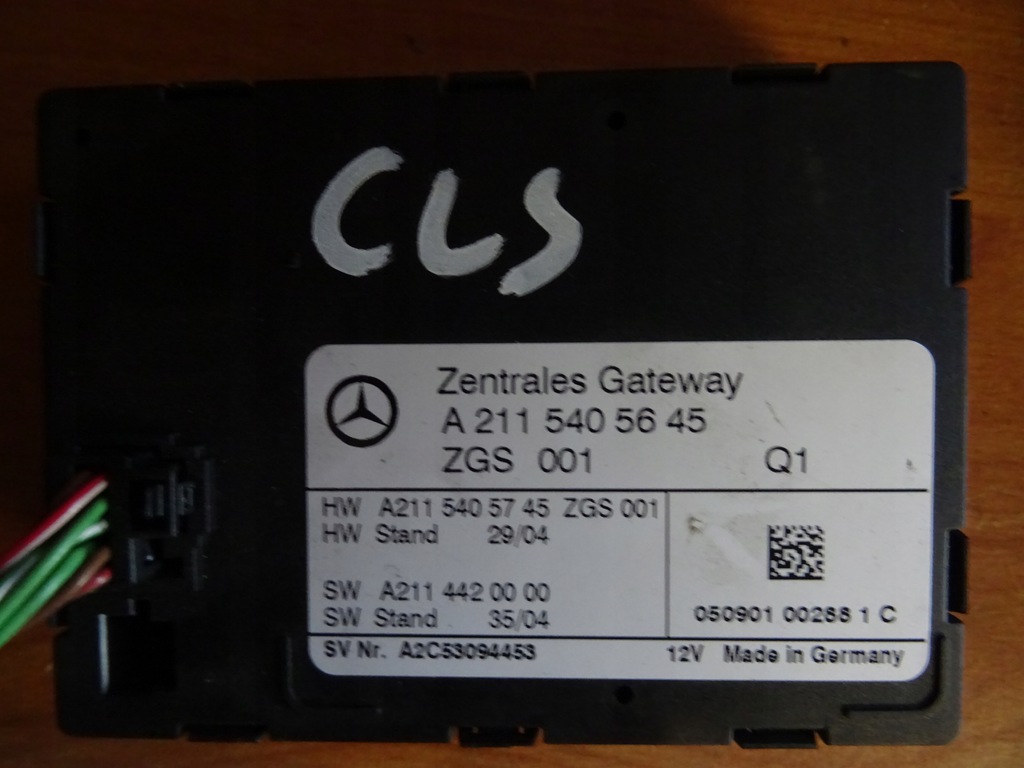 CLS
Zentrales Gateway
A 211 540 56 45
ZGS 001 Q1
HW A211 540 57 45 ZGS 001
HW Stand 29/04
SW A211 442 00 00
SW Stand 35/04
050901 00288 1 C
SV Nr. A2C53094453 12V Made in Germany